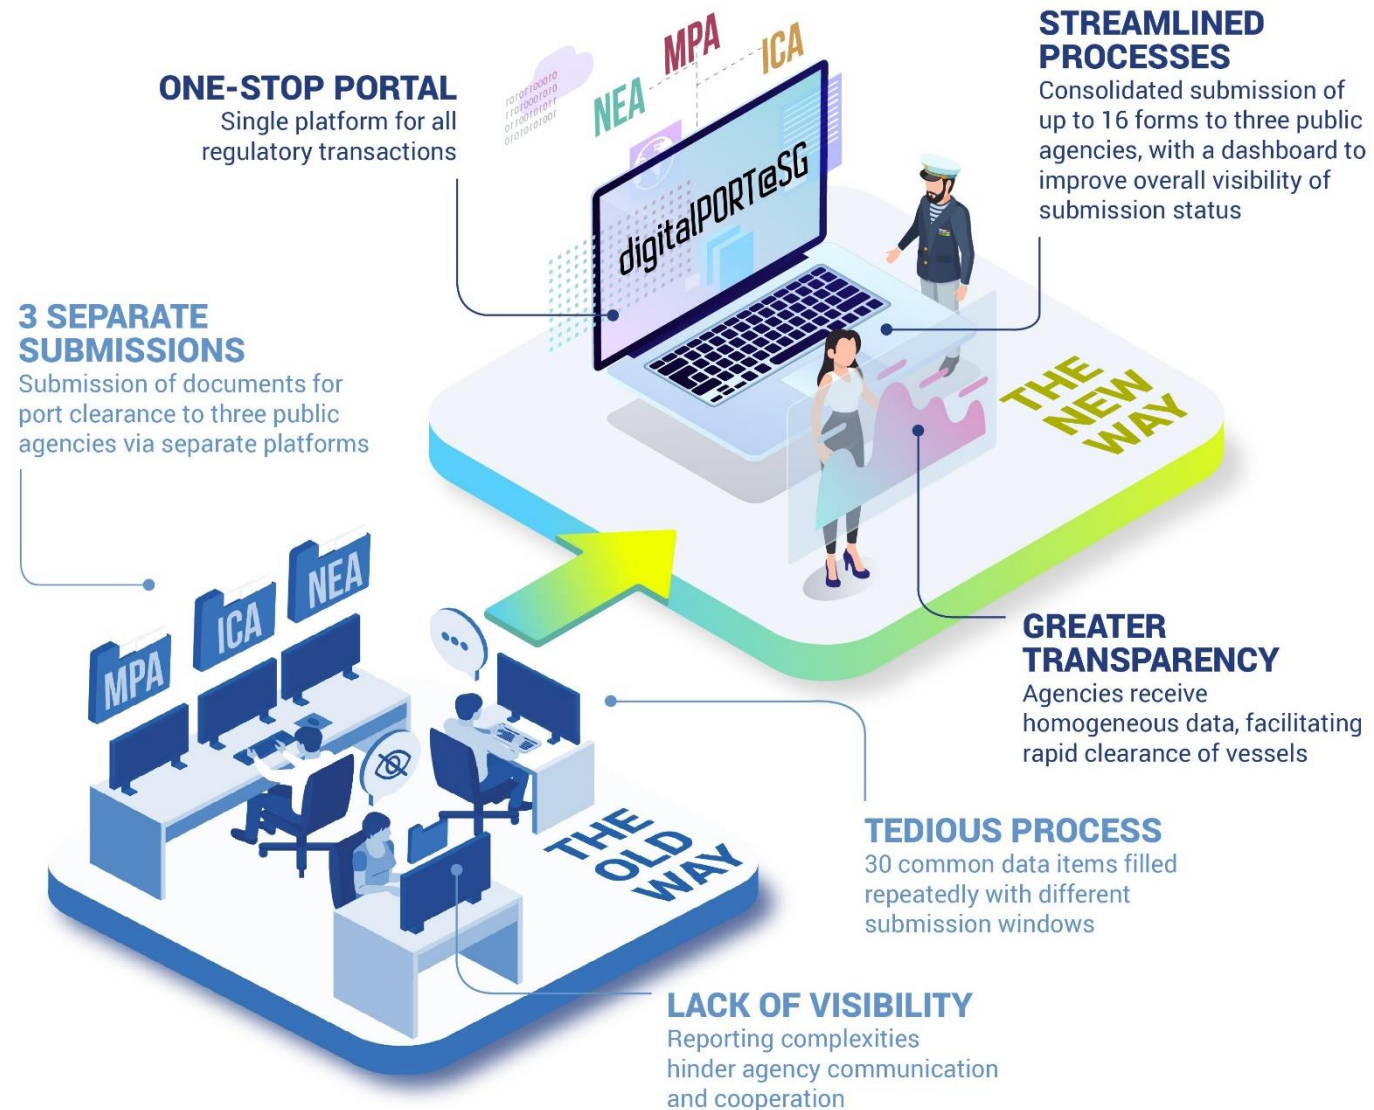 ONE-STOP PORTAL
Single platform for all
regulatory transactions
NEA
MPA
ICA
digitalPORT@SG
STREAMLINED
PROCESSES
Consolidated submission of
up to 16 forms to three public
agencies, with a dashboard to
improve overall visibility of
submission status
THE
NEW
WAY
GREATER
TRANSPARENCY
Agencies receive
homogeneous data, facilitating
rapid clearance of vessels
3 SEPARATE
SUBMISSIONS
Submission of documents for
port clearance to three public
agencies via separate platforms
MPA
ICA
NEA
THE
OLD
WAY
TEDIOUS PROCESS
30 common data items filled
repeatedly with different
submission windows
LACK OF VISIBILITY
Reporting complexities
hinder agency communication
and cooperation